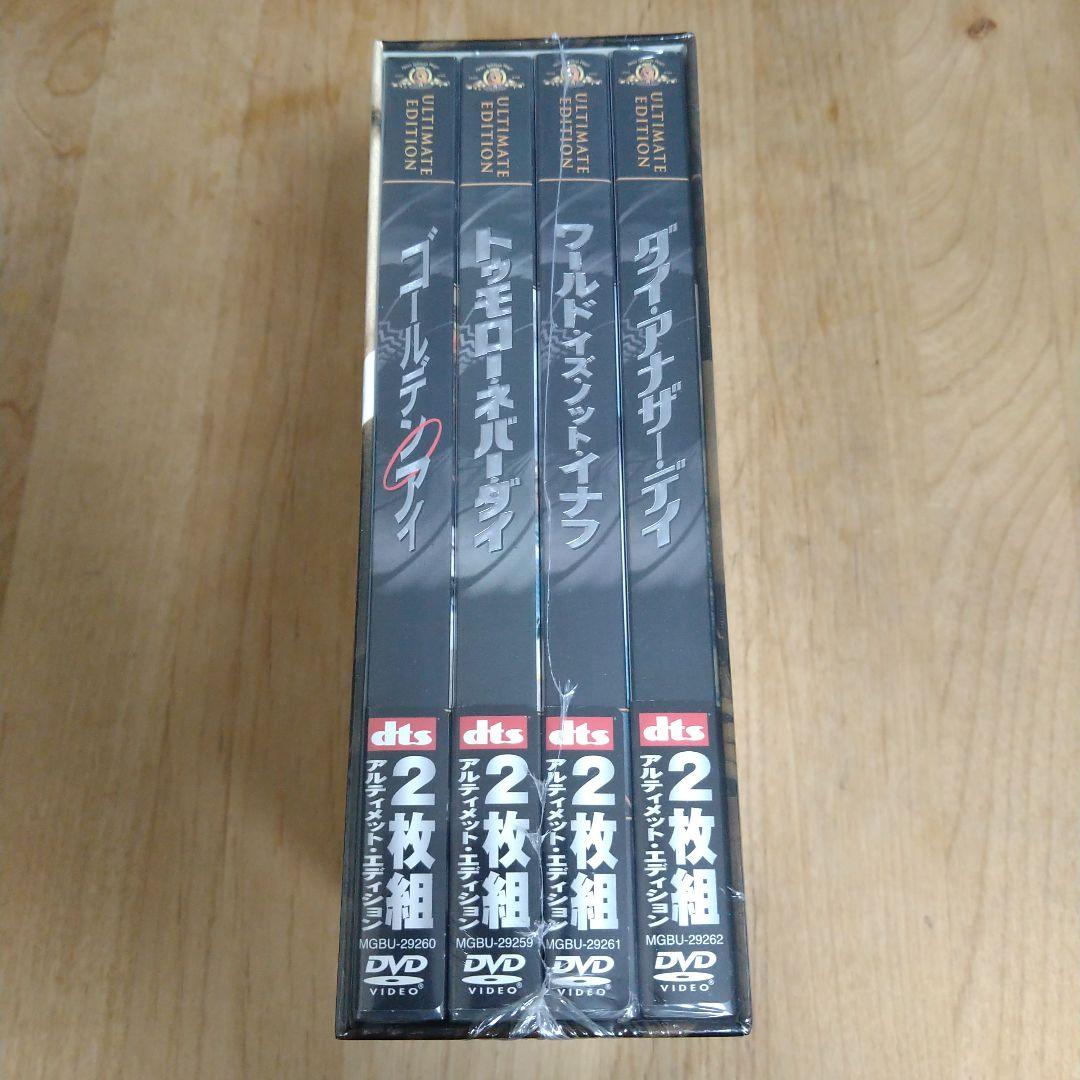 ULTIMATE
EDITION
ゴールデンアイ
dts
2枚組
アルティメット・エディション
MGBU-29260
DVD
VIDEO
ULTIMATE
EDITION
トゥモロー・ネバー・ダイ
dts
2枚組
アルティメット・エディション
MGBU-29259
DVD
VIDEO
ULTIMATE
EDITION
ワールド・イズ・ノット・イナフ
dts
2枚組
アルティメット・エディション
MGBU-29261
DVD
VIDEO
ULTIMATE
EDITION
ダイ・アナザー・デイ
dts
2枚組
アルティメット・エディション
MGBU-29262
DVD
VIDEO